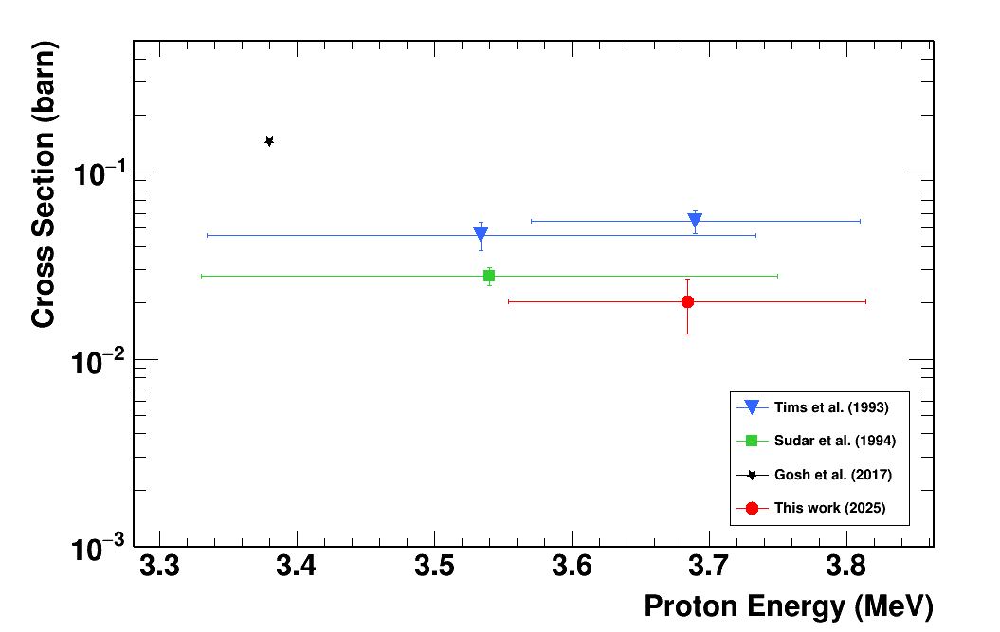 Cross Section (barn)
10⁻¹
10⁻²
10⁻³
3.3 3.4 3.5 3.6 3.7 3.8
Proton Energy (MeV)
Tims et al. (1993)
Sudar et al. (1994)
Gosh et al. (2017)
This work (2025)